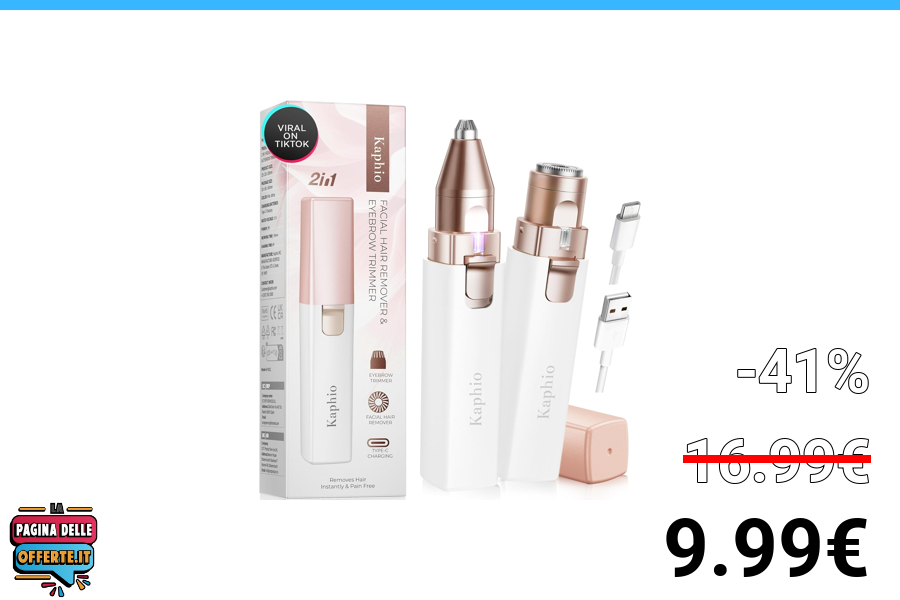 VIRAL
ON
TIKTOK
2in1
Kaphio
FACIAL HAIR REMOVER &
EYEBROW TRIMMER
Kaphio
EYEBROW
TRIMMER
FACIAL HAIR
REMOVER
TYPE-C
CHARGING
Removes Hair
Instantly & Pain Free
Kaphio
Kaphio
-41%
16.99€
9.99€
LA
PAGINA DELLE
OFFERTE.IT